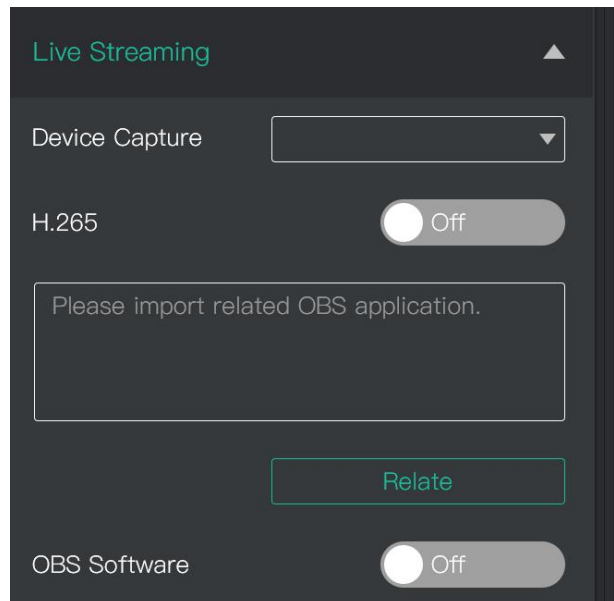 Live Streaming
Device Capture
H.265
Off
Please import related OBS application.
Relate
OBS Software
Off